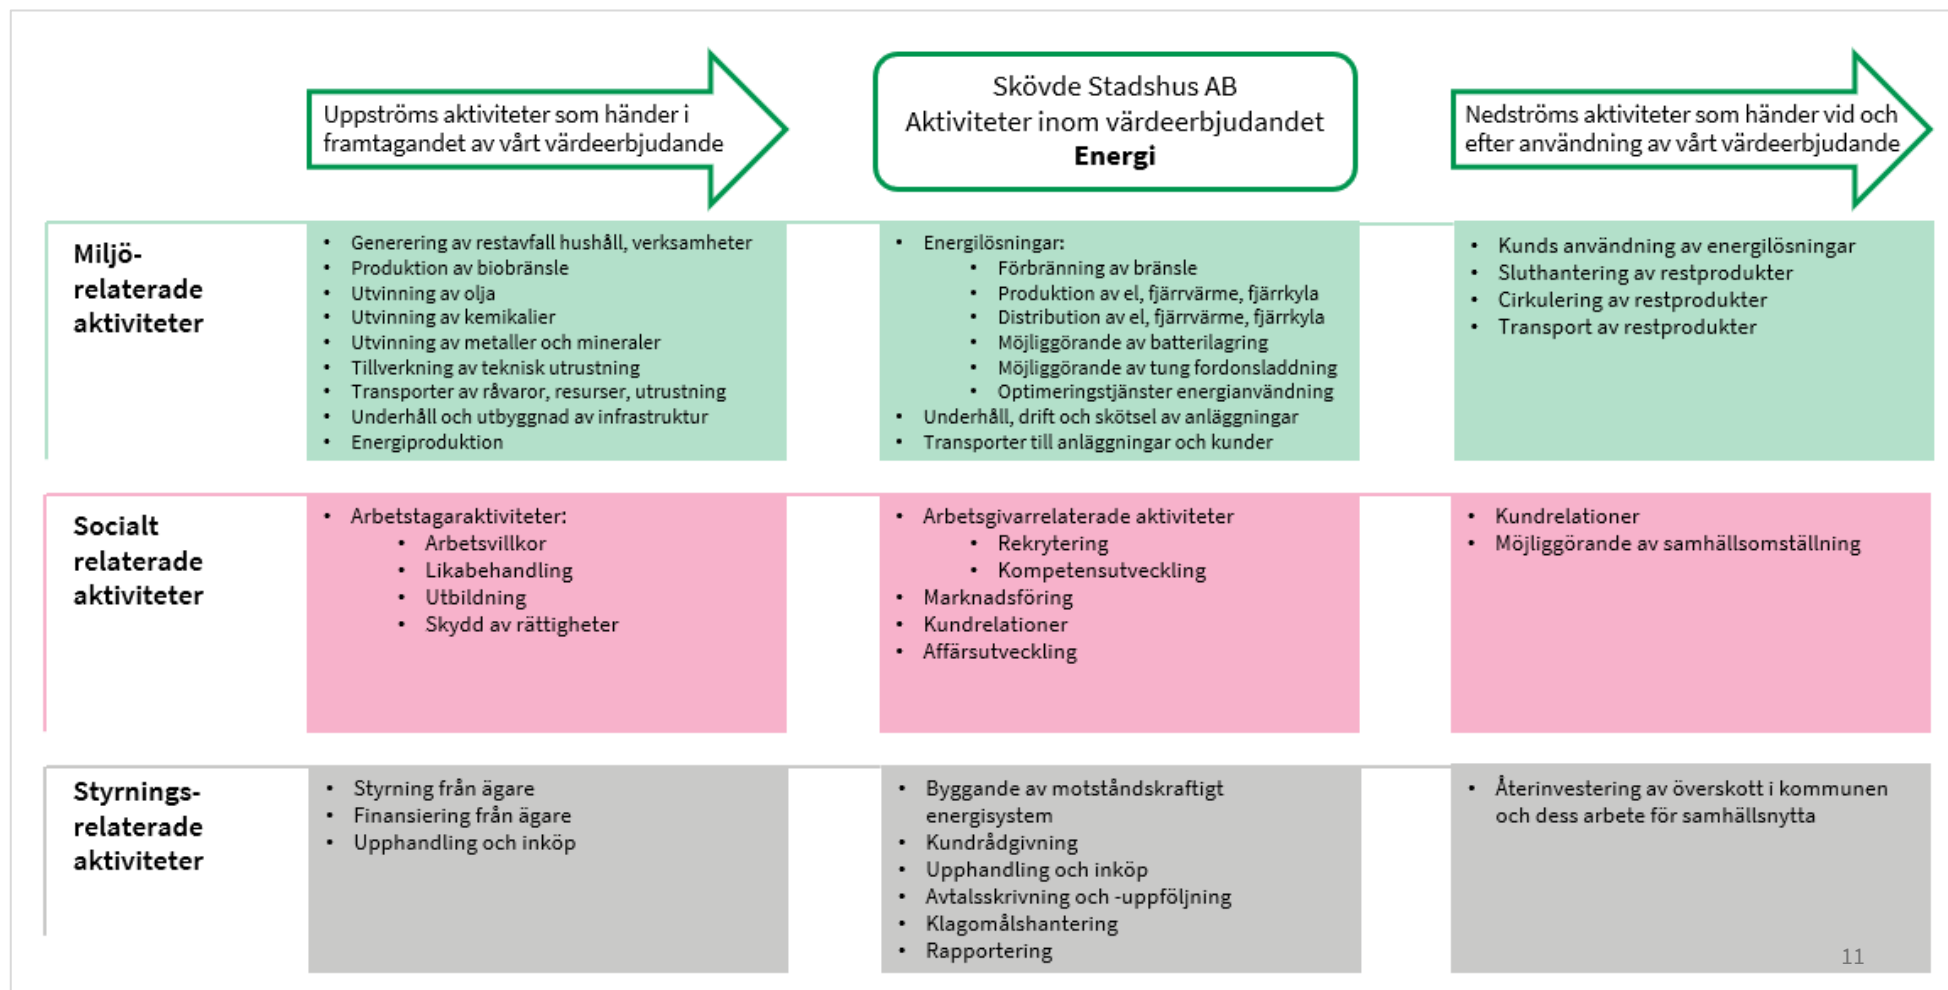 Uppströms aktiviteter som händer i
framtagandet av vårt värdeerbjudande
Skövde Stadshus AB
Aktiviteter inom värdeerbjudandet
Energi
Nedströms aktiviteter som händer vid och
efter användning av vårt värdeerbjudande
Miljö-
relaterade
aktiviteter
• Generering av restavfall hushåll, verksamheter
• Produktion av biobränsle
• Utvinning av olja
• Utvinning av kemikalier
• Utvinning av metaller och mineraler
• Tillverkning av teknisk utrustning
• Transporter av råvaror, resurser, utrustning
• Underhåll och utbyggnad av infrastruktur
• Energiproduktion
• Energilösningar:
• Förbränning av bränsle
• Produktion av el, fjärrvärme, fjärrkyla
• Distribution av el, fjärrvärme, fjärrkyla
• Möjliggörande av batterilagring
• Möjliggörande av tung fordonsladdning
• Optimeringstjänster energianvändning
• Underhåll, drift och skötsel av anläggningar
• Transporter till anläggningar och kunder
• Kunds användning av energilösningar
• Sluthantering av restprodukter
• Cirkulering av restprodukter
• Transport av restprodukter
Socialt
relaterade
aktiviteter
• Arbetstagaraktiviteter:
• Arbetsvillkor
• Likabehandling
• Utbildning
• Skydd av rättigheter
• Arbetsgivarrelaterade aktiviteter
• Rekrytering
• Kompetensutveckling
• Marknadsföring
• Kundrelationer
• Affärsutveckling
• Kundrelationer
• Möjliggörande av samhällsomställning
Styrnings-
relaterade
aktiviteter
• Styrning från ägare
• Finansiering från ägare
• Upphandling och inköp
• Byggande av motståndskraftigt
energisystem
• Kundrådgivning
• Upphandling och inköp
• Avtalsskrivning och -uppföljning
• Klagomålshantering
• Rapportering
• Återinvestering av överskott i kommunen
och dess arbete för samhällsnytta
11